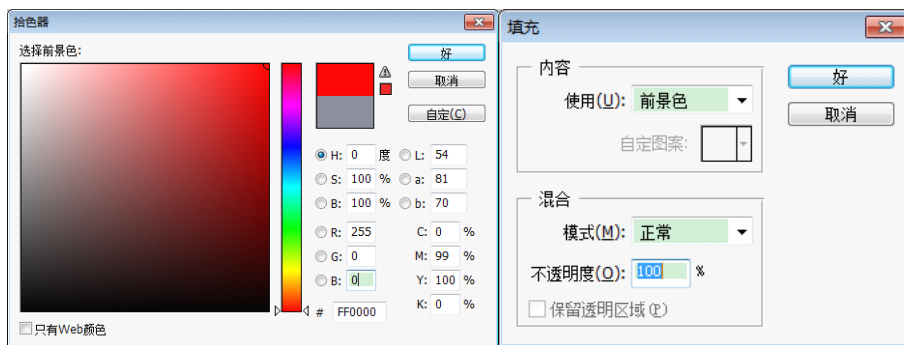 拾色器
选择前景色:
好
取消
自定(C)
H: 0 度 L: 54
S: 100 % a: 81
B: 100 % b: 70
R: 255 C: 0 %
G: 0 M: 99 %
B: 0 Y: 100 %
# FF0000 K: 0 %
只有Web颜色
填充
内容
使用(U): 前景色
自定图案:
好
取消
混合
模式(M): 正常
不透明度(O): 100 %
保留透明区域(P)